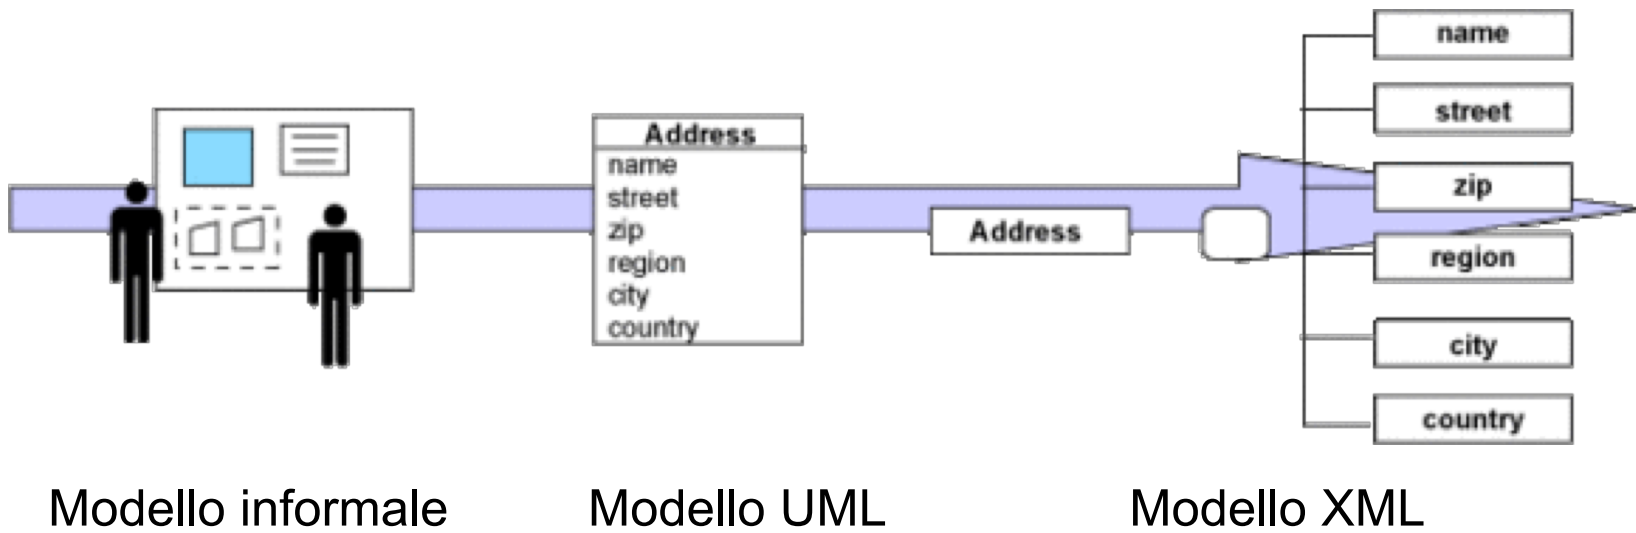 Address
name
street
zip
region
city
country
Address
name
street
zip
region
city
country
Modello informale
Modello UML
Modello XML